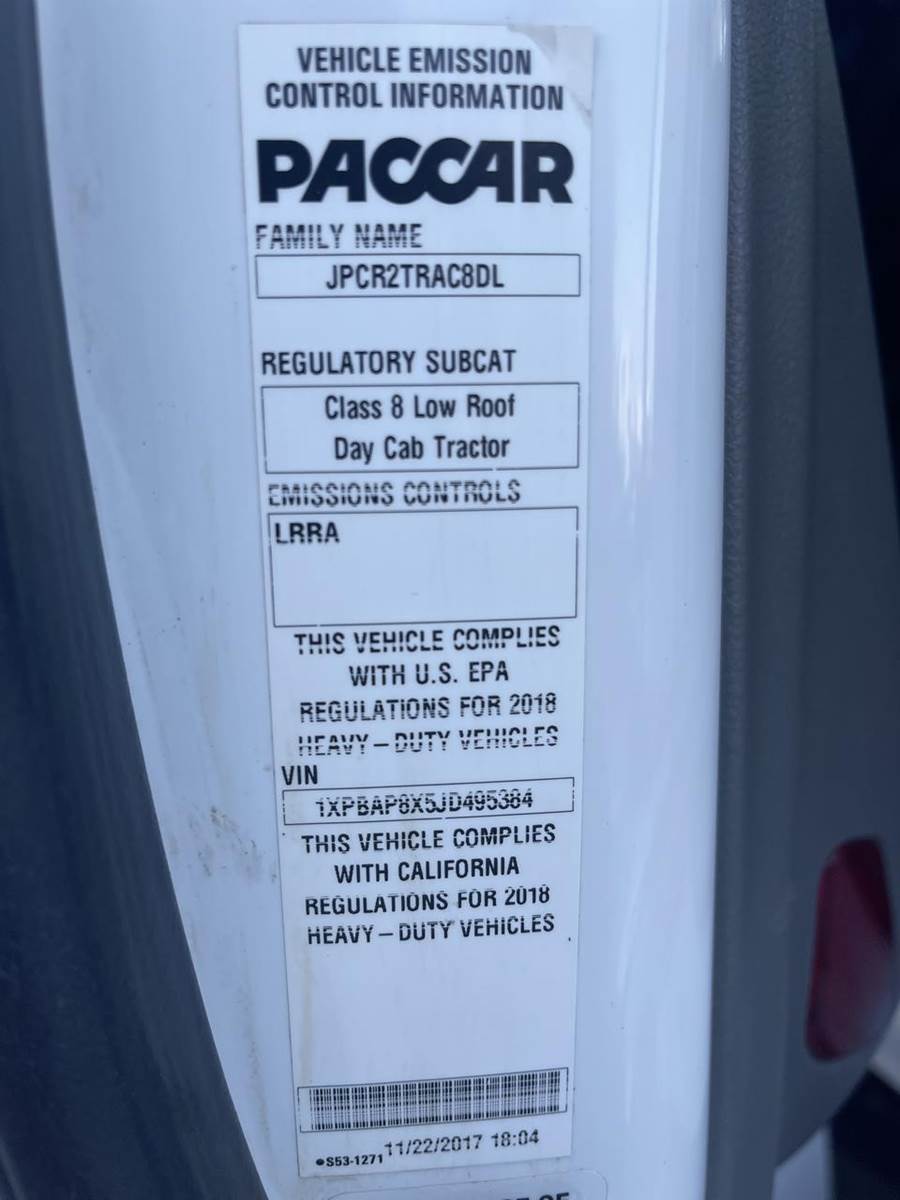 VEHICLE EMISSION
CONTROL INFORMATION
PACCAR
FAMILY NAME
JPCR2TRAC8DL
REGULATORY SUBCAT
Class 8 Low Roof
Day Cab Tractor
EMISSIONS CONTROLS
LRRA
THIS VEHICLE COMPLIES
WITH U.S. EPA
REGULATIONS FOR 2018
HEAVY – DUTY VEHICLES
VIN
1XPBAP8X5JD495384
THIS VEHICLE COMPLIES
WITH CALIFORNIA
REGULATIONS FOR 2018
HEAVY – DUTY VEHICLES
•S53-1271 11/22/2017 18:04